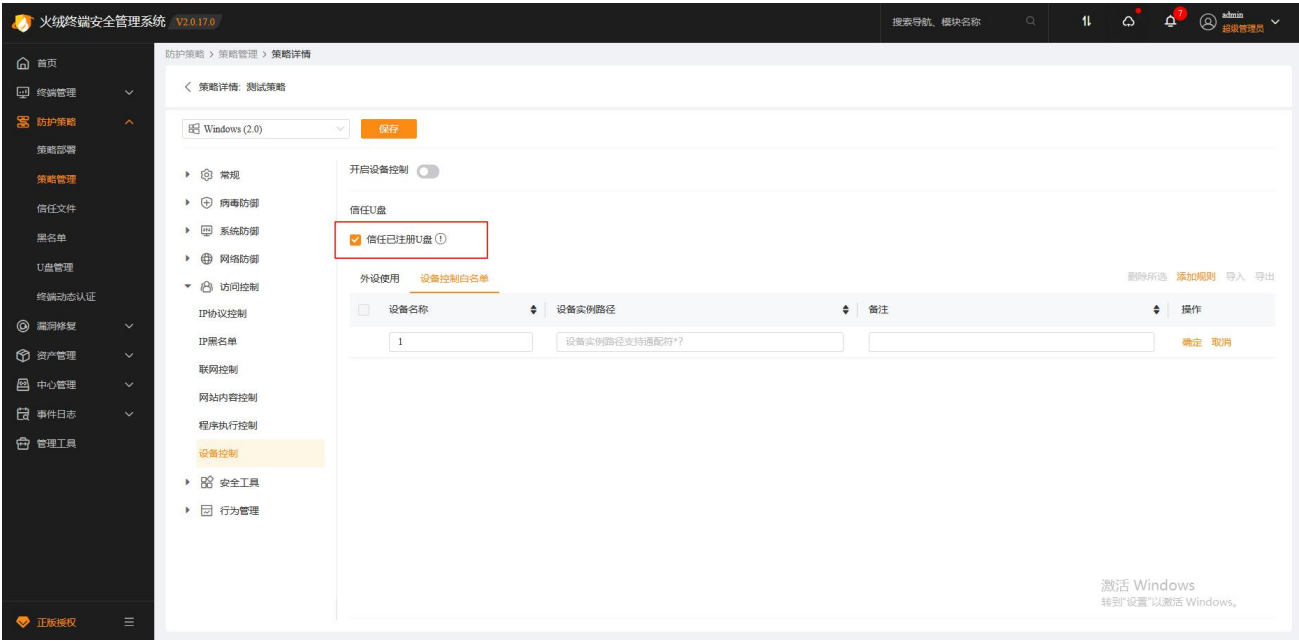 火绒终端安全管理系统 V2.0.17.0
搜索导航、模块名称
7
admin
超级管理员
首页
终端管理
防护策略
策略部署
策略管理
信任文件
黑名单
U盘管理
终端动态认证
漏洞修复
资产管理
中心管理
事件日志
管理工具
正版授权
防护策略 > 策略管理 > 策略详情
策略详情: 测试策略
Windows (2.0)
保存
常规
病毒防御
系统防御
网络防御
访问控制
IP协议控制
IP黑名单
联网控制
网站内容控制
程序执行控制
设备控制
安全工具
行为管理
开启设备控制
信任U盘
信任已注册U盘
外设使用 设备控制白名单
删除所选 添加规则 导入 导出
设备名称 设备实例路径 备注 操作
1 设备实例路径支持通配符*? 确定 取消
激活 Windows
转到"设置"以激活 Windows。